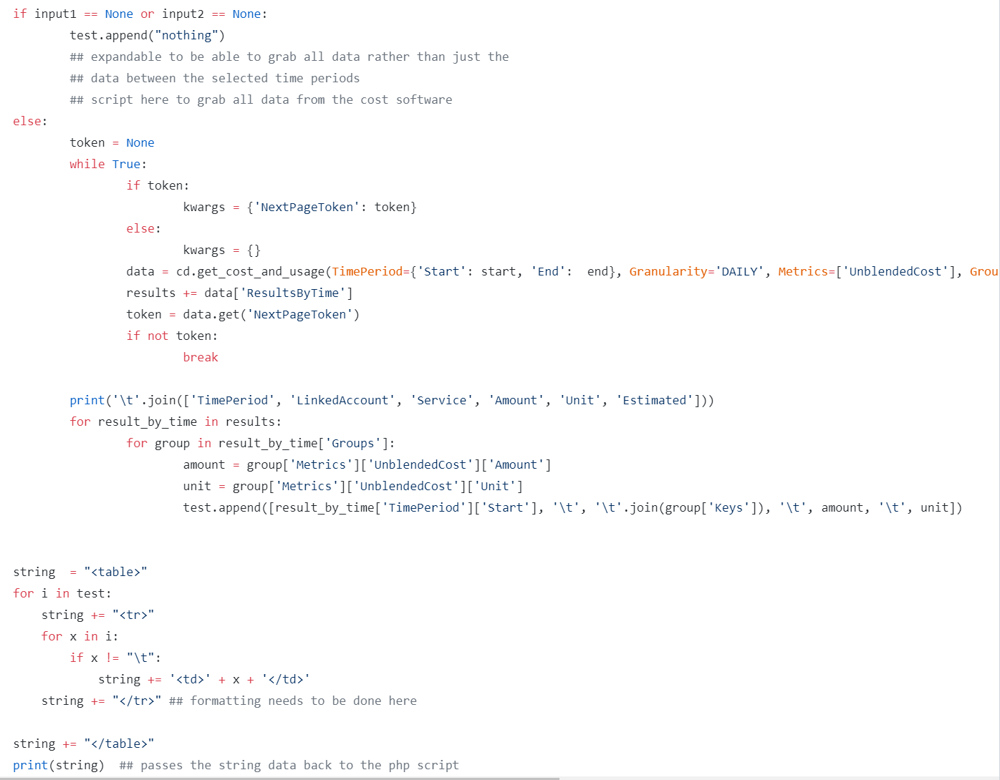 if input1 == None or input2 == None:
        test.append("nothing")
        ## expandable to be able to grab all data rather than just the
        ## data between the selected time periods
        ## script here to grab all data from the cost software
else:
        token = None
        while True:
                if token:
                        kwargs = {'NextPageToken': token}
                else:
                        kwargs = {}
                data = cd.get_cost_and_usage(TimePeriod={'Start': start, 'End':  end}, Granularity='DAILY', Metrics=['UnblendedCost'], Grou
                results += data['ResultsByTime']
                token = data.get('NextPageToken')
                if not token:
                        break
        print('\t'.join(['TimePeriod', 'LinkedAccount', 'Service', 'Amount', 'Unit', 'Estimated']))
        for result_by_time in results:
                for group in result_by_time['Groups']:
                        amount = group['Metrics']['UnblendedCost']['Amount']
                        unit = group['Metrics']['UnblendedCost']['Unit']
                        test.append([result_by_time['TimePeriod']['Start'], '\t', '\t'.join(group['Keys']), '\t', amount, '\t', unit])
string  = "<table>"
for i in test:
    string += "<tr>"
    for x in i:
        if x != "\t":
            string += '<td>' + x + '</td>'
    string += "</tr>" ## formatting needs to be done here
string += "</table>"
print(string)  ## passes the string data back to the php script